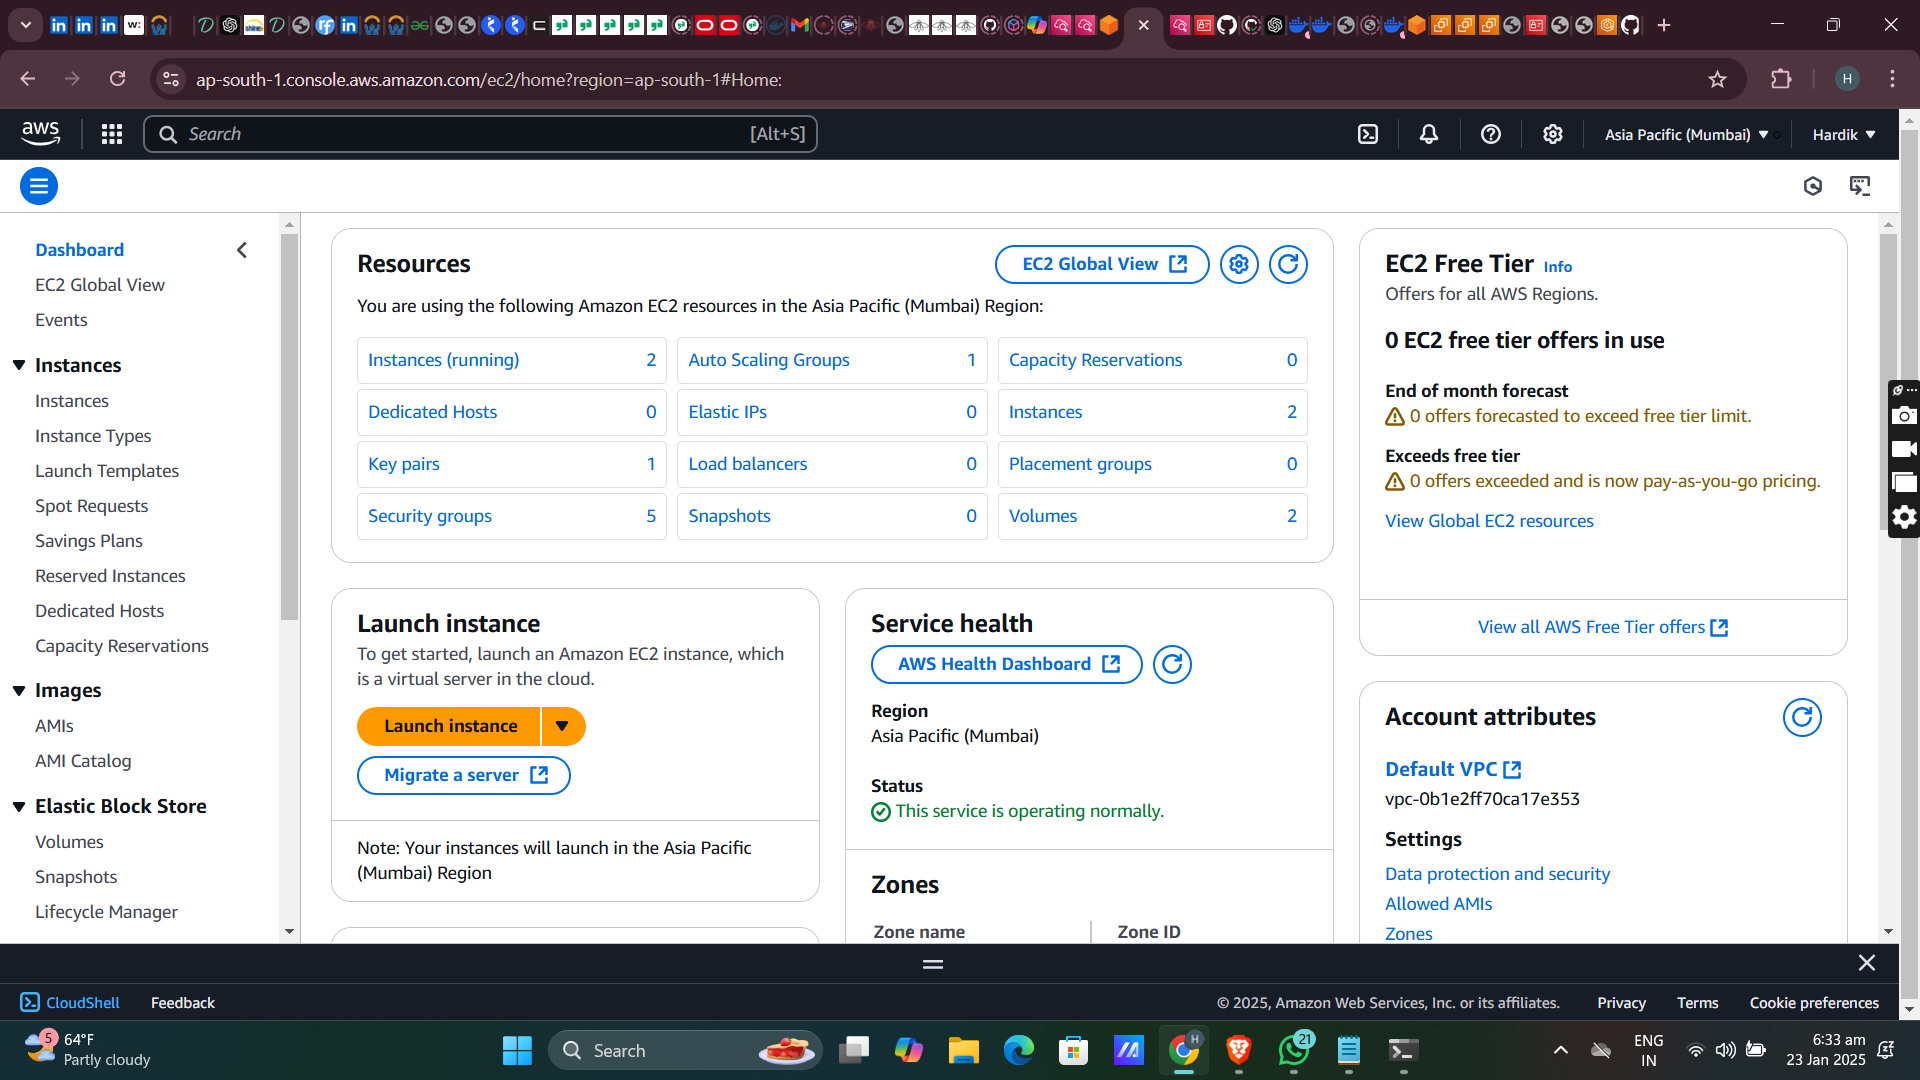 ap-south-1.console.aws.amazon.com/ec2/home?region=ap-south-1#Home:
H
aws
Search
[Alt+S]
Asia Pacific (Mumbai)
Hardik
Dashboard
EC2 Global View
Events
Instances
Instances
Instance Types
Launch Templates
Spot Requests
Savings Plans
Reserved Instances
Dedicated Hosts
Capacity Reservations
Images
AMIs
AMI Catalog
Elastic Block Store
Volumes
Snapshots
Lifecycle Manager
Resources
EC2 Global View
You are using the following Amazon EC2 resources in the Asia Pacific (Mumbai) Region:
Instances (running) 2
Auto Scaling Groups 1
Capacity Reservations 0
Dedicated Hosts 0
Elastic IPs 0
Instances 2
Key pairs 1
Load balancers 0
Placement groups 0
Security groups 5
Snapshots 0
Volumes 2
Launch instance
To get started, launch an Amazon EC2 instance, which
is a virtual server in the cloud.
Launch instance
Migrate a server
Note: Your instances will launch in the Asia Pacific
(Mumbai) Region
Service health
AWS Health Dashboard
Region
Asia Pacific (Mumbai)
Status
This service is operating normally.
Zones
Zone name
Zone ID
EC2 Free Tier Info
Offers for all AWS Regions.
0 EC2 free tier offers in use
End of month forecast
0 offers forecasted to exceed free tier limit.
Exceeds free tier
0 offers exceeded and is now pay-as-you-go pricing.
View Global EC2 resources
View all AWS Free Tier offers
Account attributes
Default VPC
vpc-0b1e2ff70ca17e353
Settings
Data protection and security
Allowed AMIs
Zones
CloudShell
Feedback
© 2025, Amazon Web Services, Inc. or its affiliates.
Privacy
Terms
Cookie preferences
5
64°F
Partly cloudy
Search
H
21
ENG
IN
6:33 am
23 Jan 2025